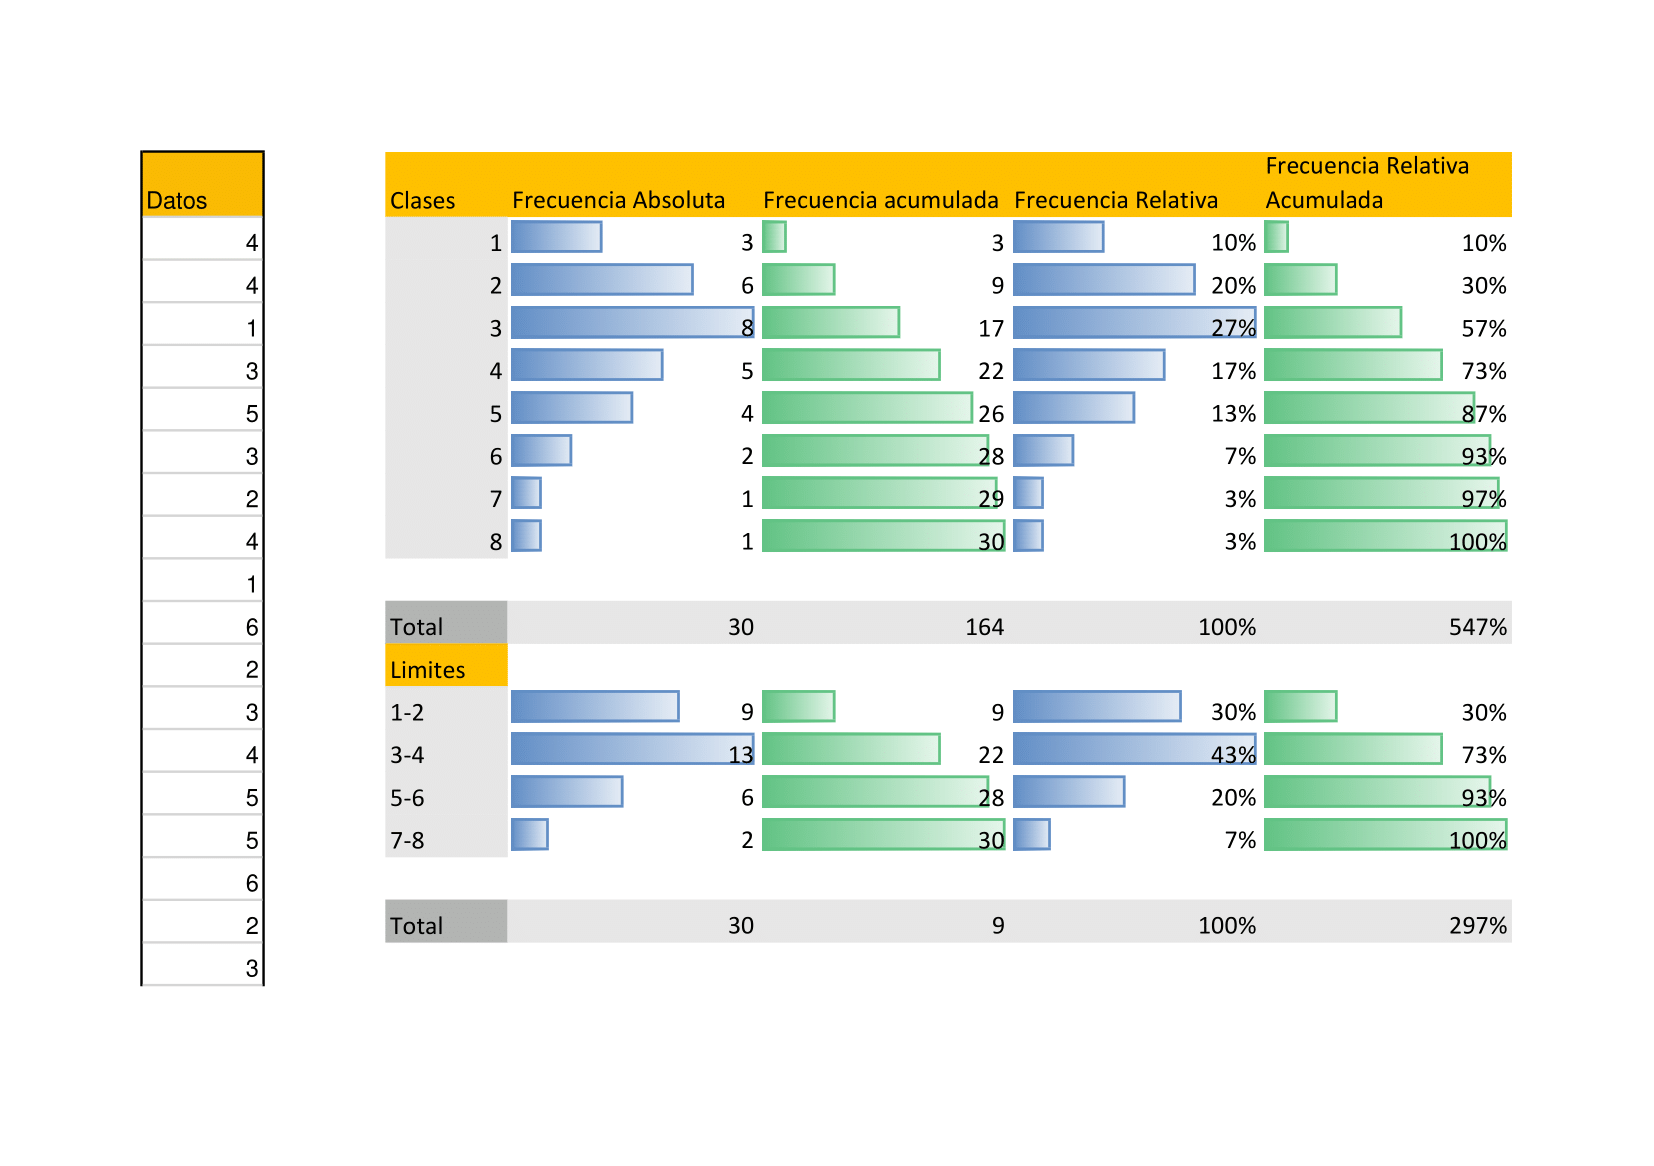 Datos
4
4
1
3
5
3
2
4
1
6
2
3
4
5
5
6
2
3
Clases Frecuencia Absoluta Frecuencia acumulada Frecuencia Relativa Frecuencia Relativa Acumulada
1 3 3 10% 10%
2 6 9 20% 30%
3 8 17 27% 57%
4 5 22 17% 73%
5 4 26 13% 87%
6 2 28 7% 93%
7 1 29 3% 97%
8 1 30 3% 100%
Total 30 164 100% 547%
Limites
1-2 9 9 30% 30%
3-4 13 22 43% 73%
5-6 6 28 20% 93%
7-8 2 30 7% 100%
Total 30 9 100% 297%